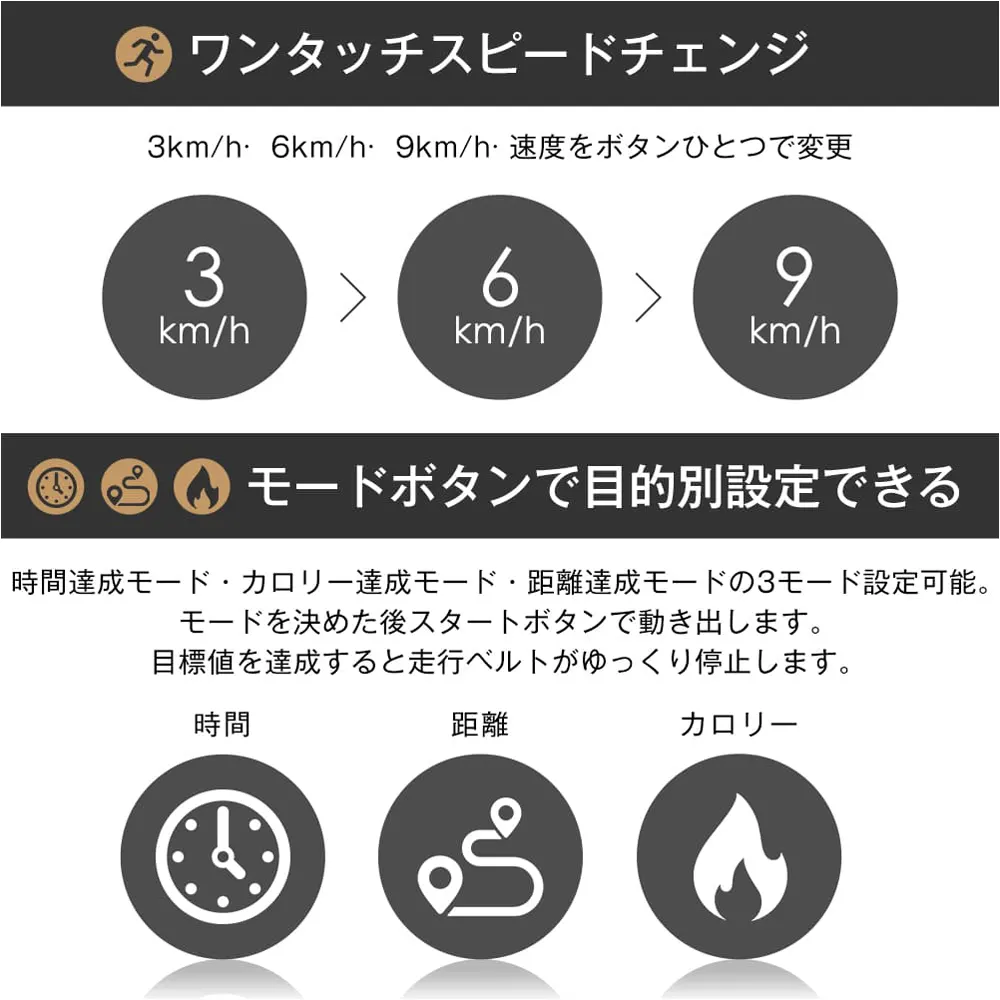 ワンタッチスピードチェンジ
3km/h· 6km/h· 9km/h· 速度をボタンひとつで変更
3
km/h
6
km/h
9
km/h
モードボタンで目的別設定できる
時間達成モード・カロリー達成モード・距離達成モードの3モード設定可能。
モードを決めた後スタートボタンで動き出します。
目標値を達成すると走行ベルトがゆっくり停止します。
時間
距離
カロリー